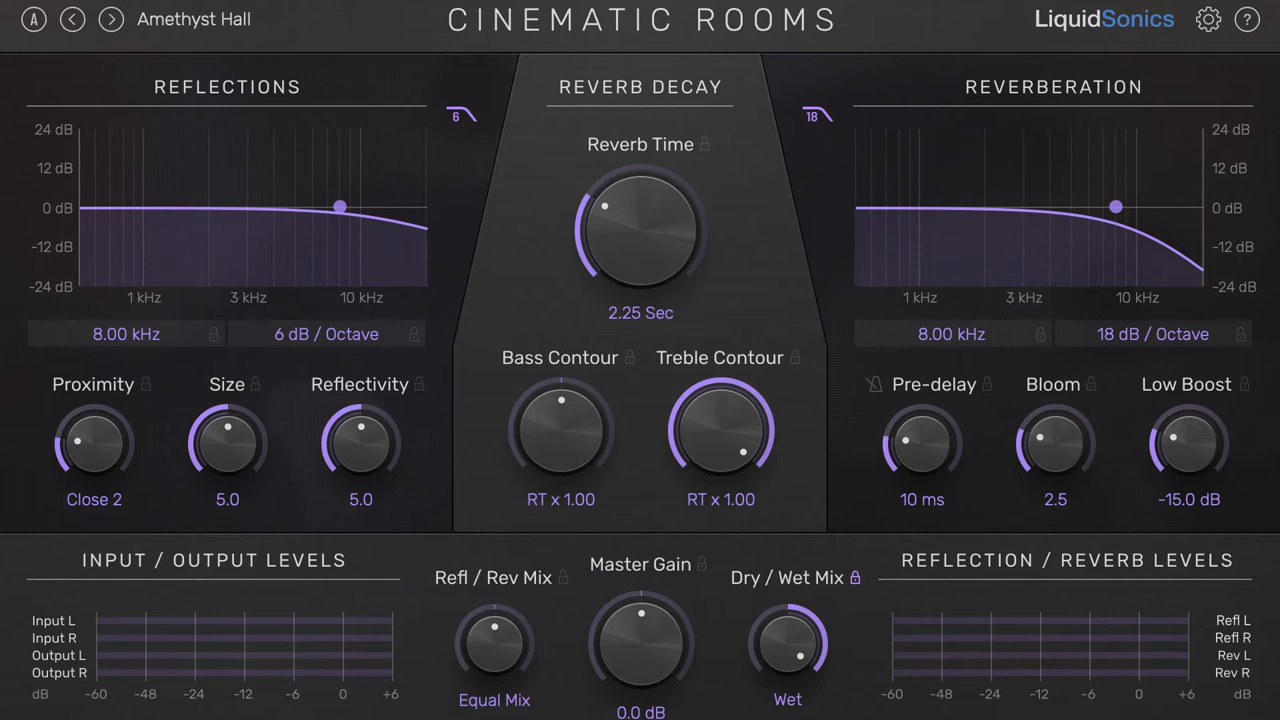 A < > Amethyst Hall
CINEMATIC ROOMS
LiquidSonics ?
REFLECTIONS
24 dB
12 dB
0 dB
-12 dB
-24 dB
1 kHz 3 kHz 10 kHz
8.00 kHz 6 dB / Octave
Proximity Size Reflectivity
Close 2 5.0 5.0
6
REVERB DECAY
Reverb Time
2.25 Sec
Bass Contour Treble Contour
RT x 1.00 RT x 1.00
18
REVERBERATION
24 dB
12 dB
0 dB
-12 dB
-24 dB
1 kHz 3 kHz 10 kHz
8.00 kHz 18 dB / Octave
Pre-delay Bloom Low Boost
10 ms 2.5 -15.0 dB
INPUT / OUTPUT LEVELS
Input L
Input R
Output L
Output R
dB -60 -48 -24 -12 -6 0 +6
Refl / Rev Mix Master Gain Dry / Wet Mix
Equal Mix 0.0 dB Wet
REFLECTION / REVERB LEVELS
Refl L
Refl R
Rev L
Rev R
-60 -48 -24 -12 -6 0 +6 dB